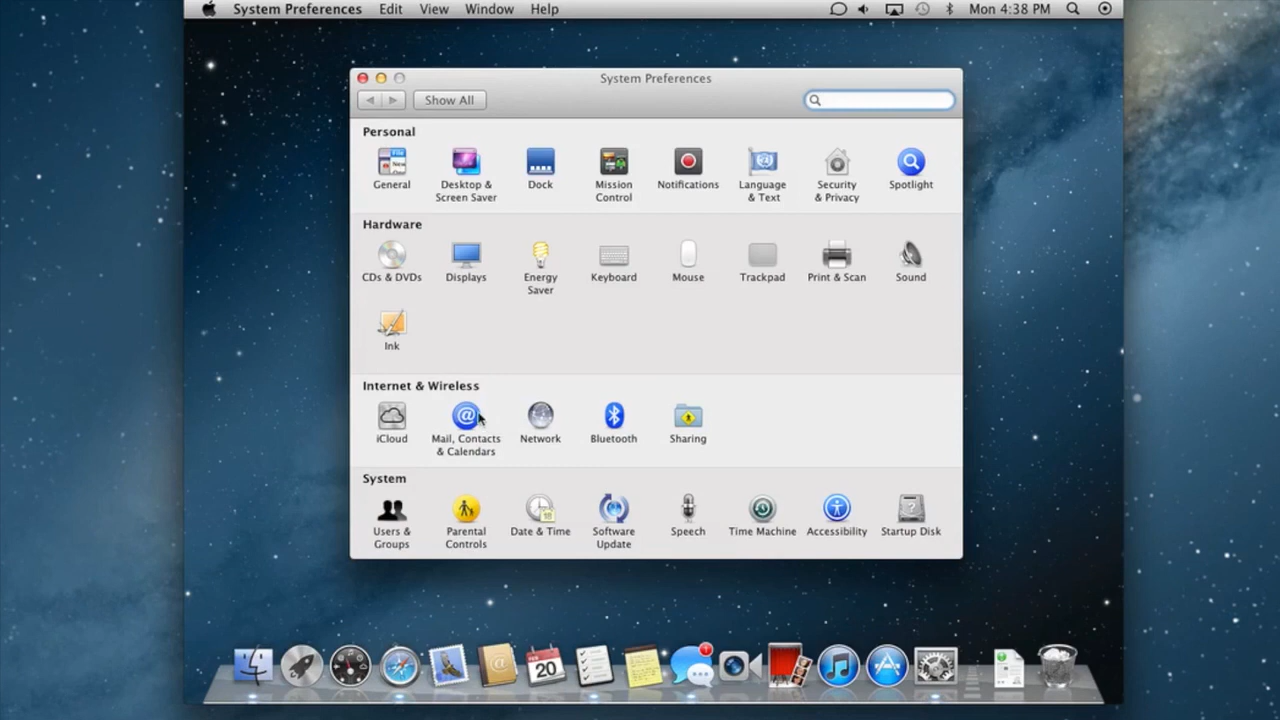 System Preferences Edit View Window Help Mon 4:38 PM
System Preferences
Show All
Personal
General Desktop & Screen Saver Dock Mission Control Notifications Language & Text Security & Privacy Spotlight
Hardware
CDs & DVDs Displays Energy Saver Keyboard Mouse Trackpad Print & Scan Sound
Ink
Internet & Wireless
iCloud Mail, Contacts & Calendars Network Bluetooth Sharing
System
Users & Groups Parental Controls Date & Time Software Update Speech Time Machine Accessibility Startup Disk
20
1